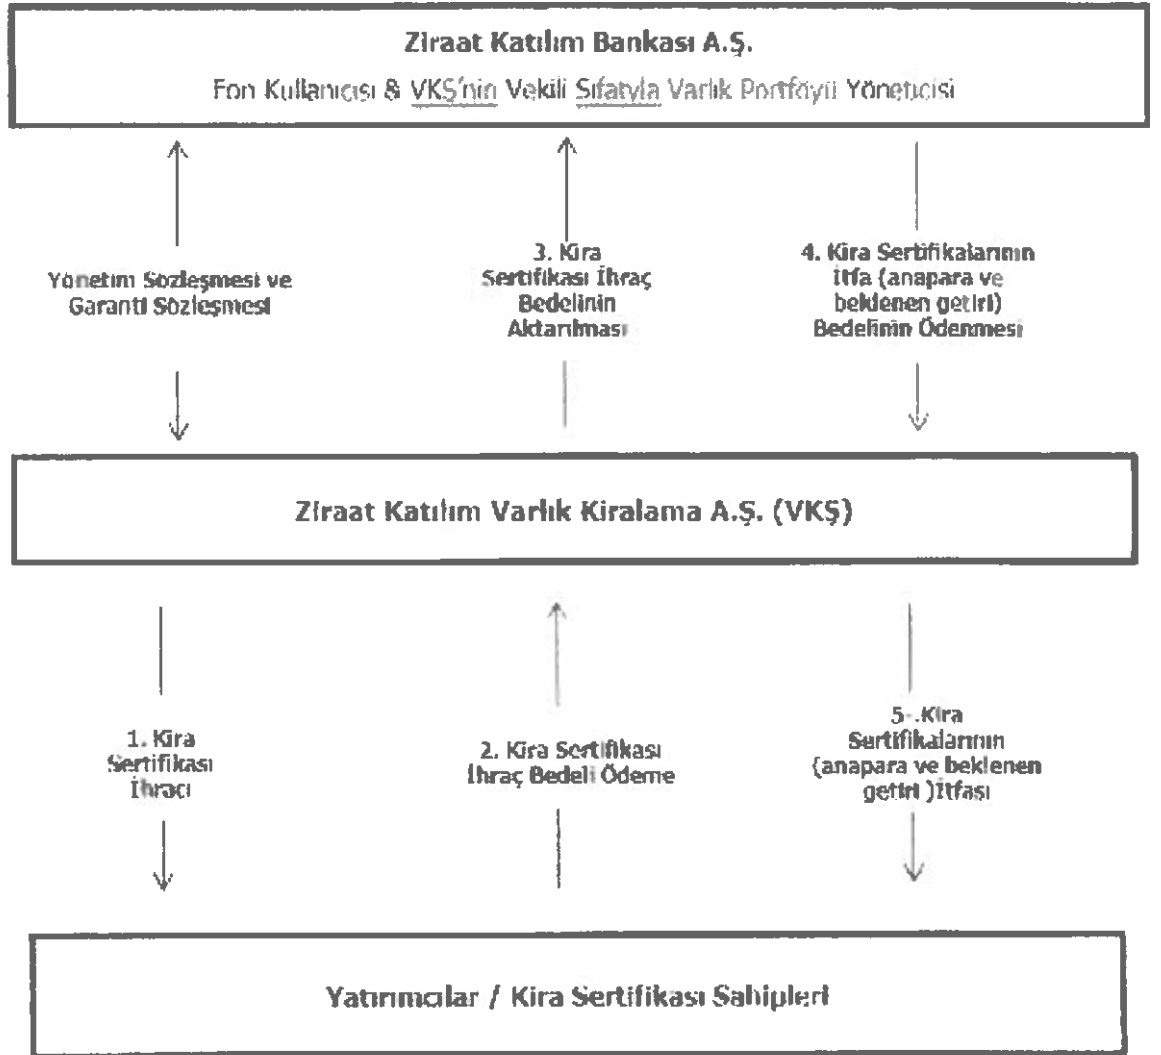 Ziraat Katılım Bankası A.Ş.
Fon Kullanıcısı & VKŞ'nin Vekili Sıfatıyla Varlık Portföyü Yöneticisi
Yönetim Sözleşmesi ve
Garanti Sözleşmesi
3. Kira
Sertifikası İhraç
Bedelinin
Aktarılması
4. Kira Sertifikalarının
İtfa (anapara ve
beklenen getiri)
Bedelinin Ödenmesi
Ziraat Katılım Varlık Kiralama A.Ş. (VKŞ)
1. Kira
Sertifikası
İhracı
2. Kira Sertifikası
İhraç Bedeli Ödeme
5-.Kira
Sertifikalarının
(anapara ve beklenen
getiri )İtfası
Yatırımcılar / Kira Sertifikası Sahipleri